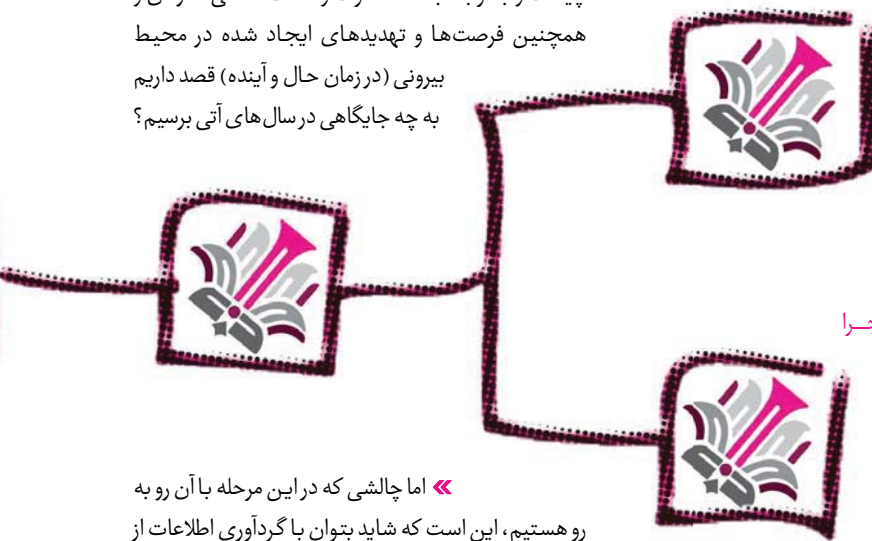 همچنین فرصت‌ها و تهدیدهای ایجاد شده در محیط
بیرونی (در زمان حال و آینده) قصد داریم
به چه جایگاهی در سال‌های آتی برسیم؟
« اما چالشی که در این مرحله با آن رو به
رو هستیم، این است که شاید بتوان با گردآوری اطلاعات از